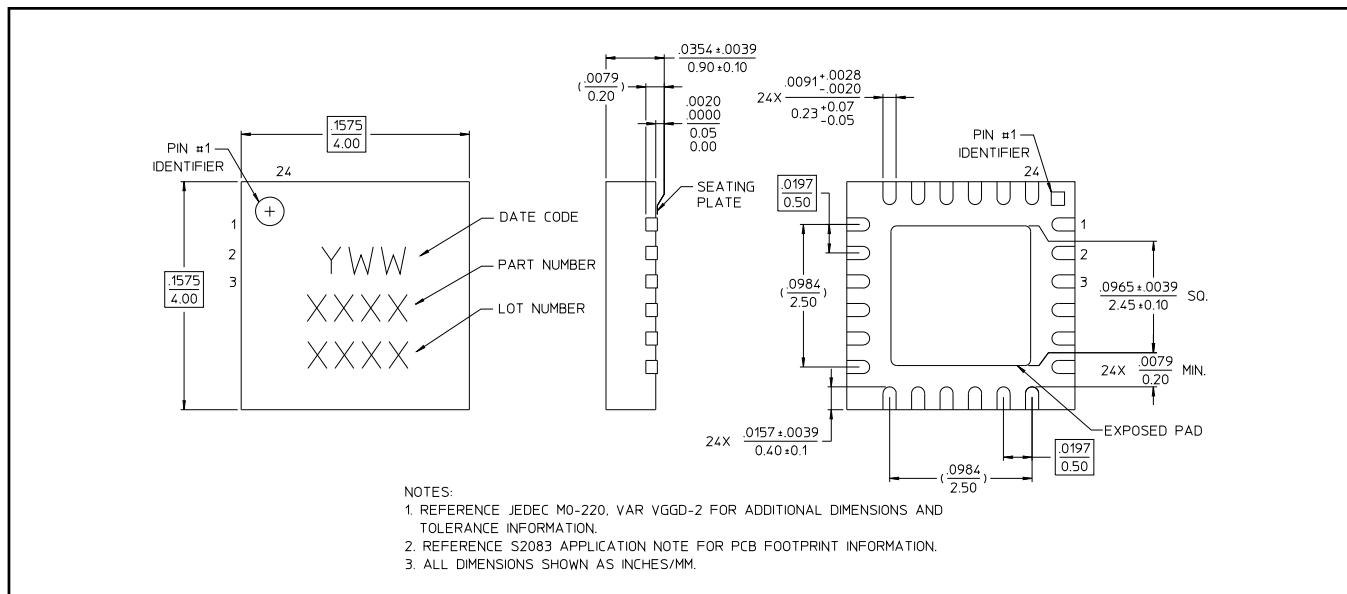 .1575
4.00
PIN #1
IDENTIFIER
24
1
2
3
.1575
4.00
YWW
XXXX
XXXX
DATE CODE
PART NUMBER
LOT NUMBER
.0354 ±.0039
0.90 ±0.10
( .0079 )
0.20
.0020
.0000
0.05
0.00
SEATING
PLATE
24X .0091 +.0028 -.0020
0.23 +0.07 -0.05
PIN #1
IDENTIFIER
24
.0197
0.50
1
2
3
( .0984 )
2.50
.0965±.0039 SQ.
2.45±0.10
24X .0079 MIN.
0.20
EXPOSED PAD
24X .0157±.0039
0.40±0.1
.0197
0.50
( .0984 )
2.50
NOTES:
1. REFERENCE JEDEC MO-220, VAR VGGD-2 FOR ADDITIONAL DIMENSIONS AND
TOLERANCE INFORMATION.
2. REFERENCE S2083 APPLICATION NOTE FOR PCB FOOTPRINT INFORMATION.
3. ALL DIMENSIONS SHOWN AS INCHES/MM.